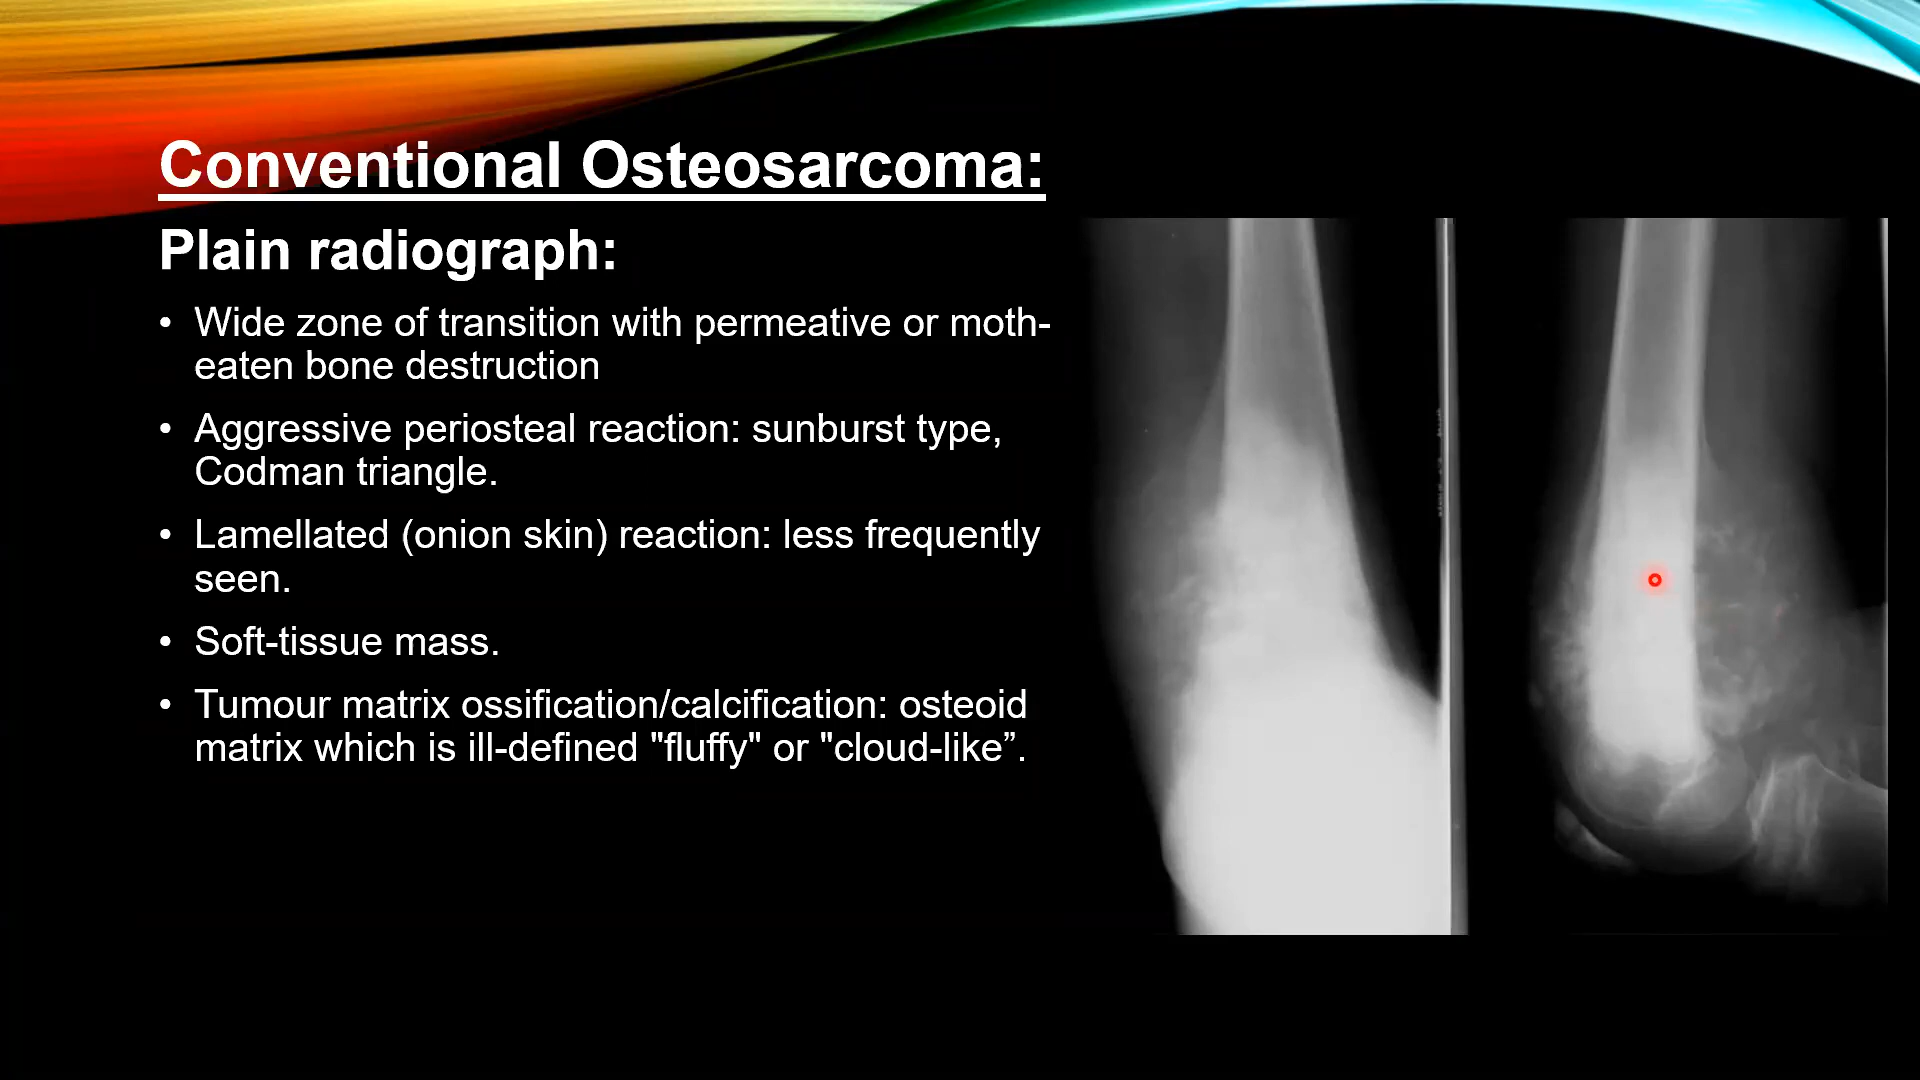 Conventional Osteosarcoma:
Plain radiograph:
• Wide zone of transition with permeative or moth-
eaten bone destruction
• Aggressive periosteal reaction: sunburst type,
Codman triangle.
• Lamellated (onion skin) reaction: less frequently
seen.
• Soft-tissue mass.
• Tumour matrix ossification/calcification: osteoid
matrix which is ill-defined "fluffy" or "cloud-like”.